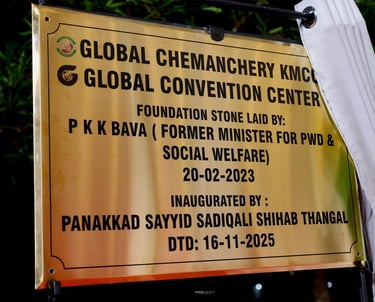 GLOBAL CHEMANCHERY KMCC
GLOBAL CONVENTION CENTER
FOUNDATION STONE LAID BY:
P K K BAVA ( FORMER MINISTER FOR PWD &
SOCIAL WELFARE)
20-02-2023
INAUGURATED BY :
PANAKKAD SAYYID SADIQALI SHIHAB THANGAL
DTD: 16-11-2025